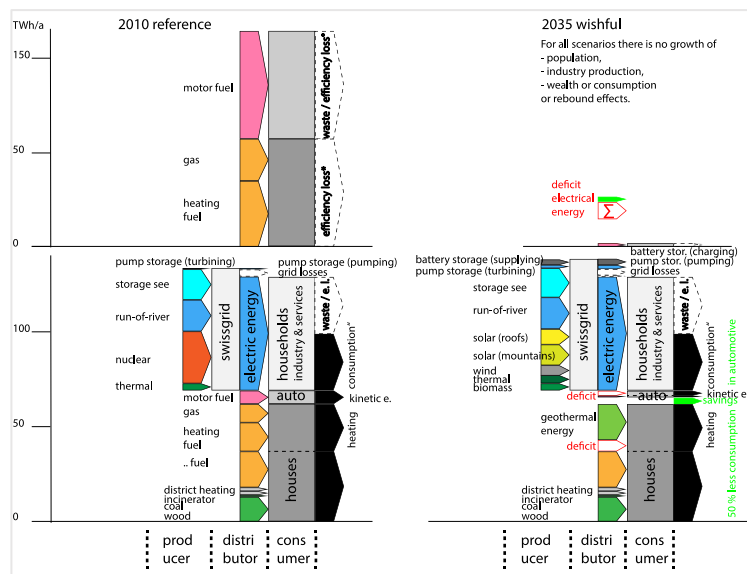 TWh/a
2010 reference
2035 wishful
For all scenarios there is no growth of
- population,
- industry production,
- wealth or consumption
or rebound effects.
150
motor fuel
waste / efficiency loss*
gas
50
heating
fuel
efficiency loss*
0
deficit
electrical
energy
Σ
pump storage (turbining)
pump storage (pumping)
grid losses
storage see
run-of-river
100
nuclear
thermal
swissgrid
electric energy
households
industry & services
waste / e. l.
consumption"
motor fuel
auto
kinetic e.
gas
50
heating
fuel
.. fuel
heating
houses
district heating
incinerator
coal
wood
0
battery stor. (charging)
battery storage (supplying)
pump stor. (pumping)
pump storage (turbining)
grid losses
storage see
run-of-river
solar (roofs)
solar (mountains)
wind
thermal
biomass
swissgrid
electric energy
households
industry & services
waste / e. l.
consumption"
in automotive
deficit
auto
kinetic e.
savings
geothermal
energy
deficit
heating
houses
50 % less consumption
prod
ucer
distri
butor
cons
umer
prod
ucer
distri
butor
cons
umer